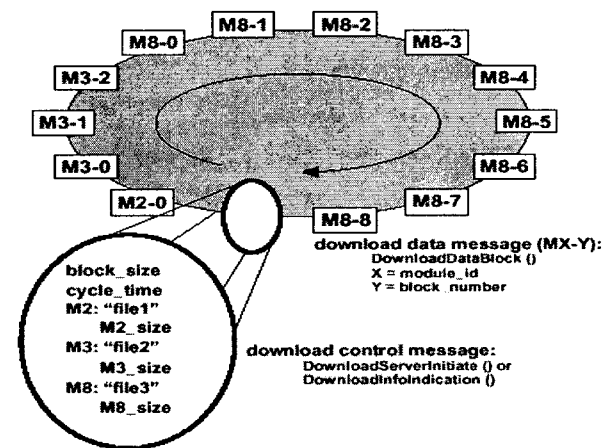 M8-1
M8-2
M8-0
M8-3
M3-2
M8-4
M3-1
M8-5
M3-0
M8-6
M2-0
M8-7
M8-8
download data message (MX-Y):
DownloadDataBlock ()
X = module_id
Y = block_number
block_size
cycle_time
M2: "file1"
M2_size
M3: "file2"
M3_size
M8: "file3"
M8_size
download control message:
DownloadServerInitiate () or
DownloadInfoIndication ()